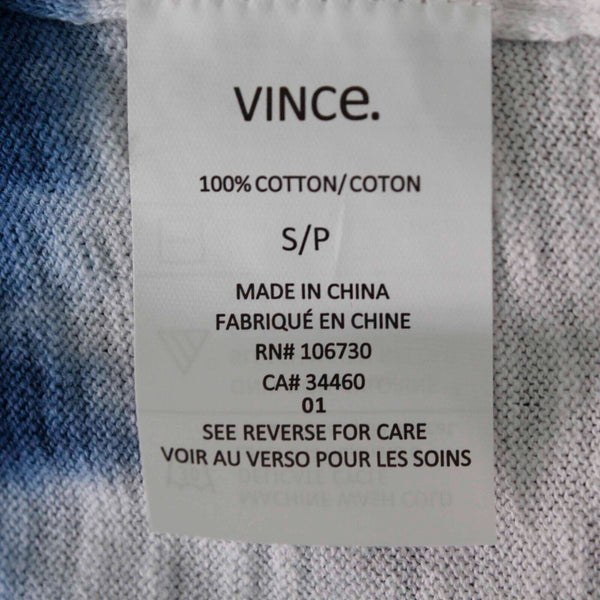 VINCe.
100% COTTON/COTON
S/P
MADE IN CHINA
FABRIQUÉ EN CHINE
RN# 106730
CA# 34460
01
SEE REVERSE FOR CARE
VOIR AU VERSO POUR LES SOINS